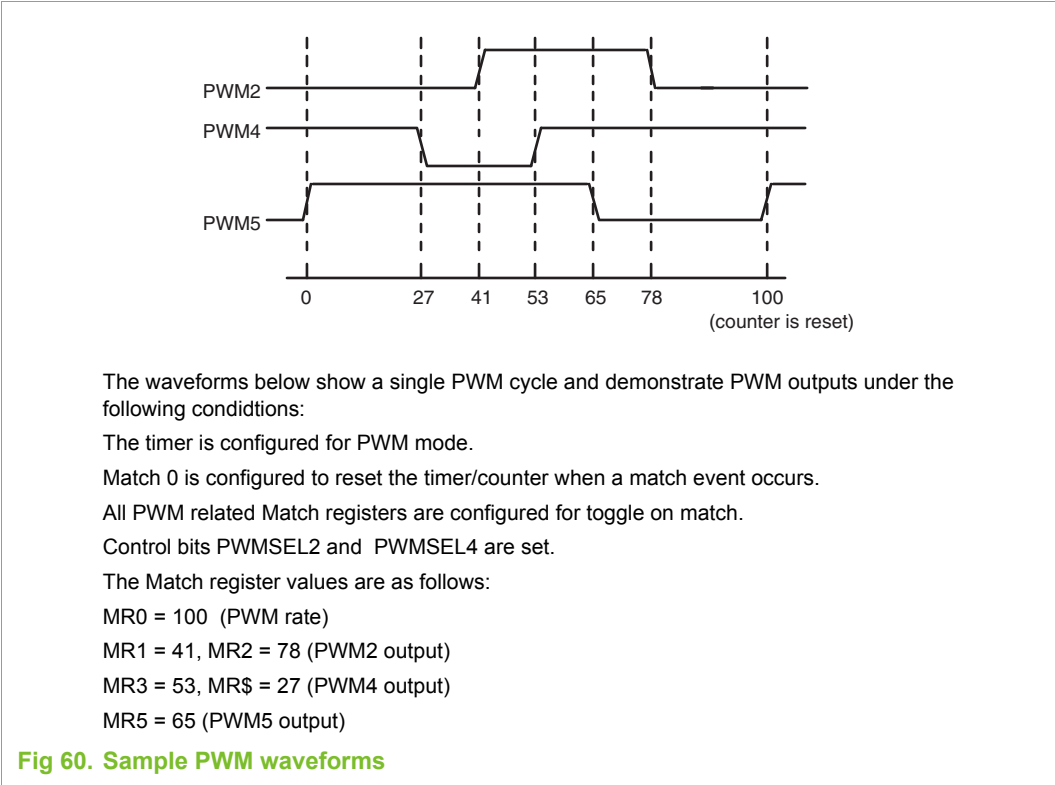 PWM2
PWM4
PWM5
0 27 41 53 65 78 100
(counter is reset)
The waveforms below show a single PWM cycle and demonstrate PWM outputs under the
following condidtions:
The timer is configured for PWM mode.
Match 0 is configured to reset the timer/counter when a match event occurs.
All PWM related Match registers are configured for toggle on match.
Control bits PWMSEL2 and PWMSEL4 are set.
The Match register values are as follows:
MR0 = 100 (PWM rate)
MR1 = 41, MR2 = 78 (PWM2 output)
MR3 = 53, MR$ = 27 (PWM4 output)
MR5 = 65 (PWM5 output)
Fig 60. Sample PWM waveforms